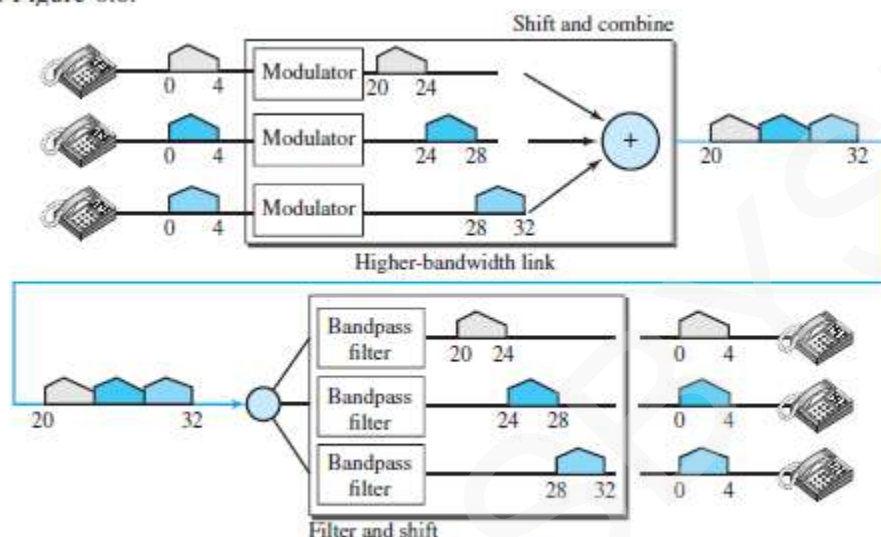 Shift and combine
0 4 Modulator 20 24
0 4 Modulator 24 28 + 20 32
0 4 Modulator 28 32
Higher-bandwidth link
Bandpass
filter 20 24 0 4
20 32 Bandpass
filter 24 28 0 4
Bandpass
filter 28 32 0 4
Filter and shift